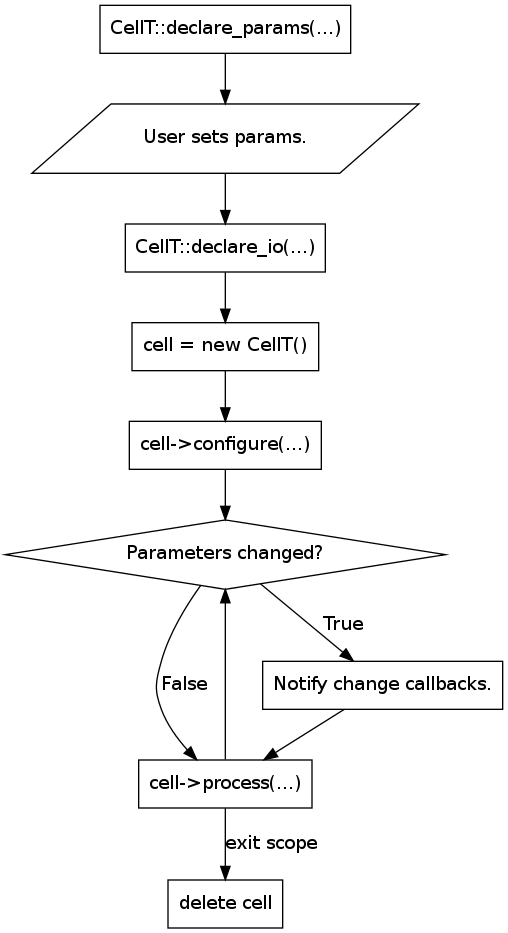 CellT::declare_params(...)
User sets params.
CellT::declare_io(...)
cell = new CellT()
cell->configure(...)
Parameters changed?
True
False
Notify change callbacks.
cell->process(...)
exit scope
delete cell